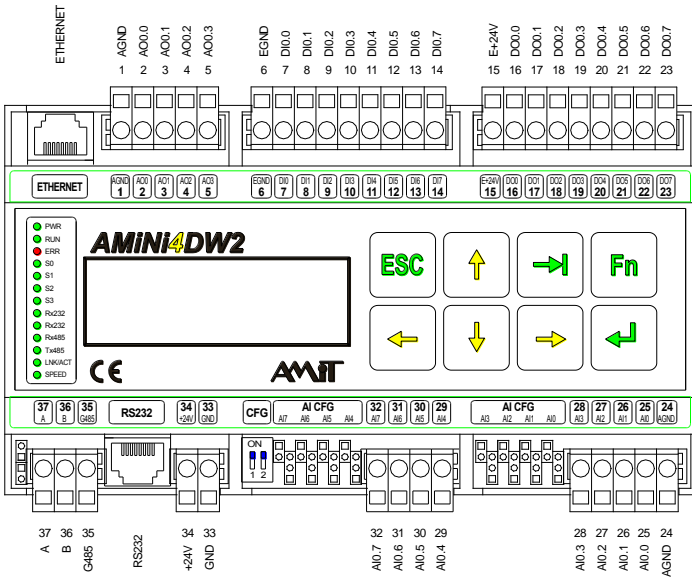 ETHERNET AGND AO0.0 AO0.1 AO0.2 AO0.3 EGND DI0.0 DI0.1 DI0.2 DI0.3 DI0.4 DI0.5 DI0.6 DI0.7 E+24V DO0.0 DO0.1 DO0.2 DO0.3 DO0.4 DO0.5 DO0.6 DO0.7
1 2 3 4 5 6 7 8 9 10 11 12 13 14 15 16 17 18 19 20 21 22 23
AGND AO0 AO1 AO2 AO3 EGND DI0 DI1 DI2 DI3 DI4 DI5 DI6 DI7 E+24V DO0 DO1 DO2 DO3 DO4 DO5 DO6 DO7
ETHERNET 1 2 3 4 5 6 7 8 9 10 11 12 13 14 15 16 17 18 19 20 21 22 23
PWR
RUN
ERR
S0
S1
S2
S3
Rx232
Rx232
Rx485
Tx485
LNK/ACT
SPEED
AMiNi4DW2
ESC
Fn
CE
AMiT
37 36 35 RS232 34 33 CFG AI CFG 32 31 30 29 AI CFG 28 27 26 25 24
A B G485 +24V GND AI7 AI6 AI5 AI4 AI7 AI6 AI5 AI4 AI3 AI2 AI1 AI0 AI3 AI2 AI1 AI0 AGND
ON
1 2
37 36 35 34 33 32 31 30 29 28 27 26 25 24
A B G485 RS232 +24V GND AI0.7 AI0.6 AI0.5 AI0.4 AI0.3 AI0.2 AI0.1 AI0.0 AGND